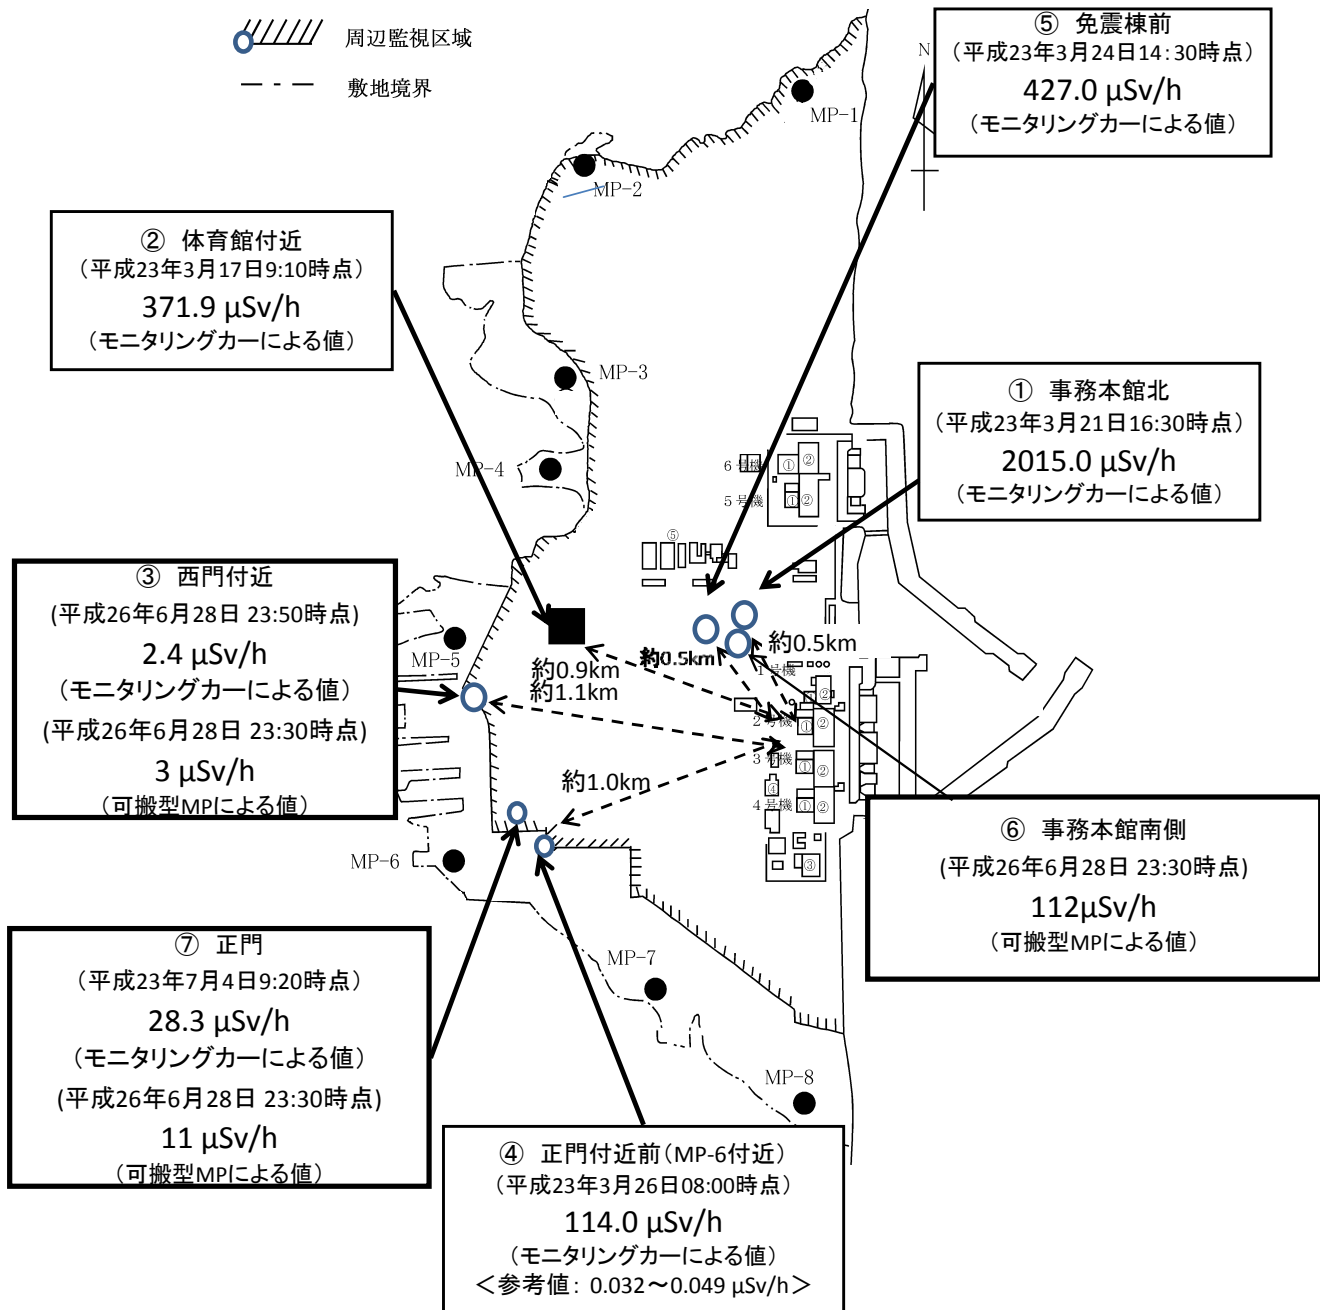 周辺監視区域
敷地境界
N
⑤ 免震棟前
(平成23年3月24日14:30時点)
427.0 μSv/h
(モニタリングカーによる値)
MP-1
MP-2
② 体育館付近
(平成23年3月17日9:10時点)
371.9 μSv/h
(モニタリングカーによる値)
MP-3
① 事務本館北
(平成23年3月21日16:30時点)
2015.0 μSv/h
(モニタリングカーによる値)
MP-4
6号機
①
②
5号機
①
②
⑤
③ 西門付近
(平成26年6月28日 23:50時点)
2.4 μSv/h
(モニタリングカーによる値)
(平成26年6月28日 23:30時点)
3 μSv/h
(可搬型MPによる値)
MP-5
約0.9km
約1.1km
約0.5km
約0.5km
1号機
②
2号機
①
②
3号機
①
②
約1.0km
④
4号機
①
②
③
MP-6
⑥ 事務本館南側
(平成26年6月28日 23:30時点)
112μSv/h
(可搬型MPによる値)
⑦ 正門
(平成23年7月4日9:20時点)
28.3 μSv/h
(モニタリングカーによる値)
(平成26年6月28日 23:30時点)
11 μSv/h
(可搬型MPによる値)
MP-7
MP-8
④ 正門付近前(MP-6付近)
(平成23年3月26日08:00時点)
114.0 μSv/h
(モニタリングカーによる値)
<参考値: 0.032～0.049 μSv/h>